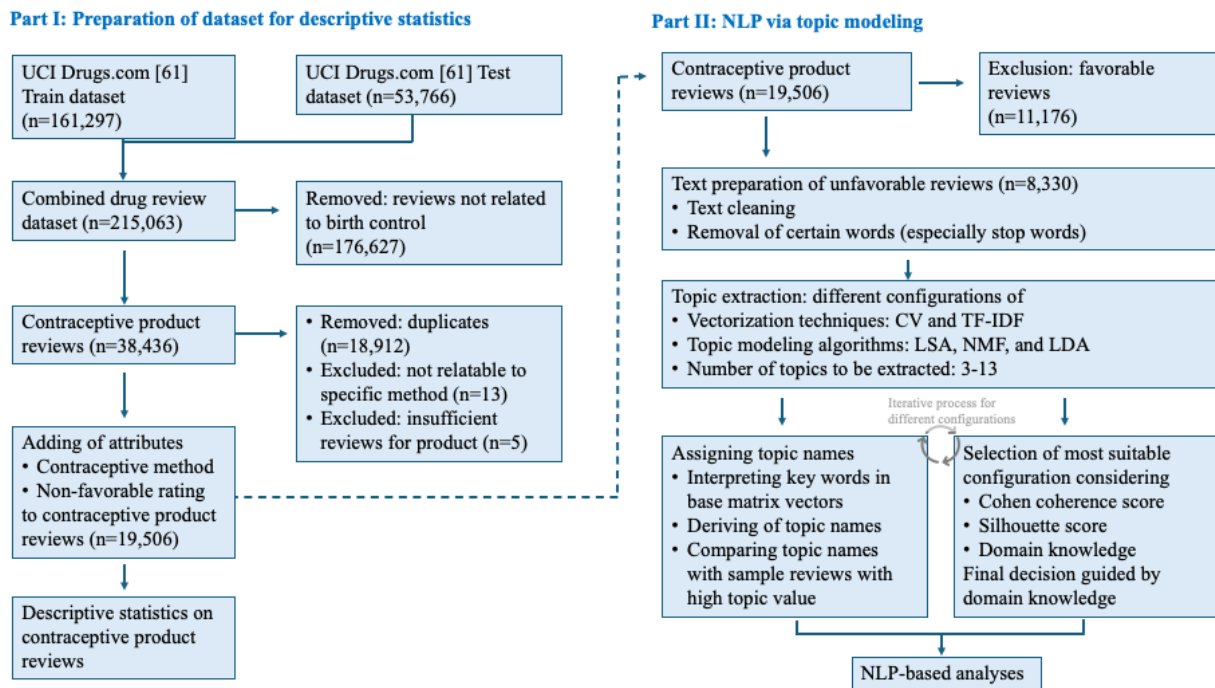 Part I: Preparation of dataset for descriptive statistics
UCI Drugs.com [61]
Train dataset
(n=161,297)
UCI Drugs.com [61] Test
dataset (n=53,766)
Combined drug review
dataset (n=215,063)
Removed: reviews not related
to birth control
(n=176,627)
Contraceptive product
reviews (n=38,436)
• Removed: duplicates
(n=18,912)
• Excluded: not relatable to
specific method (n=13)
• Excluded: insufficient
reviews for product (n=5)
Adding of attributes
• Contraceptive method
• Non-favorable rating
to contraceptive product
reviews (n=19,506)
Descriptive statistics on
contraceptive product
reviews
Part II: NLP via topic modeling
Contraceptive product
reviews (n=19,506)
Exclusion: favorable
reviews
(n=11,176)
Text preparation of unfavorable reviews (n=8,330)
• Text cleaning
• Removal of certain words (especially stop words)
Topic extraction: different configurations of
• Vectorization techniques: CV and TF-IDF
• Topic modeling algorithms: LSA, NMF, and LDA
• Number of topics to be extracted: 3-13
Iterative process for
different configurations
Assigning topic names
• Interpreting key words in
base matrix vectors
• Deriving of topic names
• Comparing topic names
with sample reviews with
high topic value
Selection of most suitable
configuration considering
• Cohen coherence score
• Silhouette score
• Domain knowledge
Final decision guided by
domain knowledge
NLP-based analyses